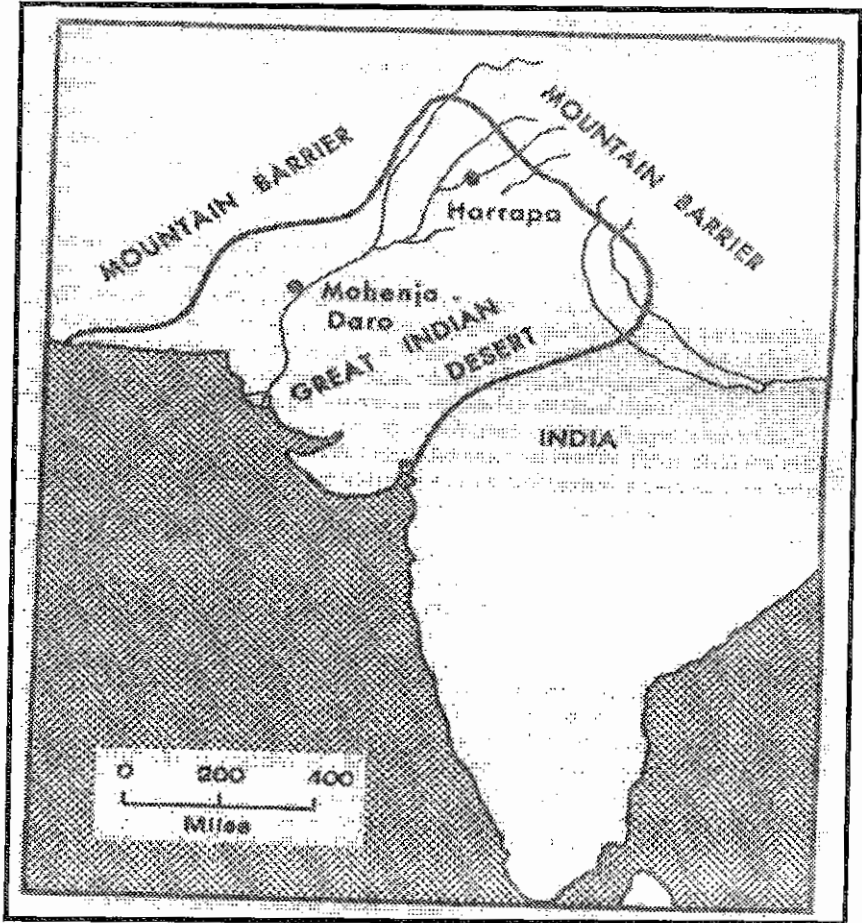 MOUNTAIN BARRIER
MOUNTAIN BARRIER
Harrapa
Mohenjo -
Daro
GREAT INDIAN
DESERT
INDIA
0 200 400
Miles